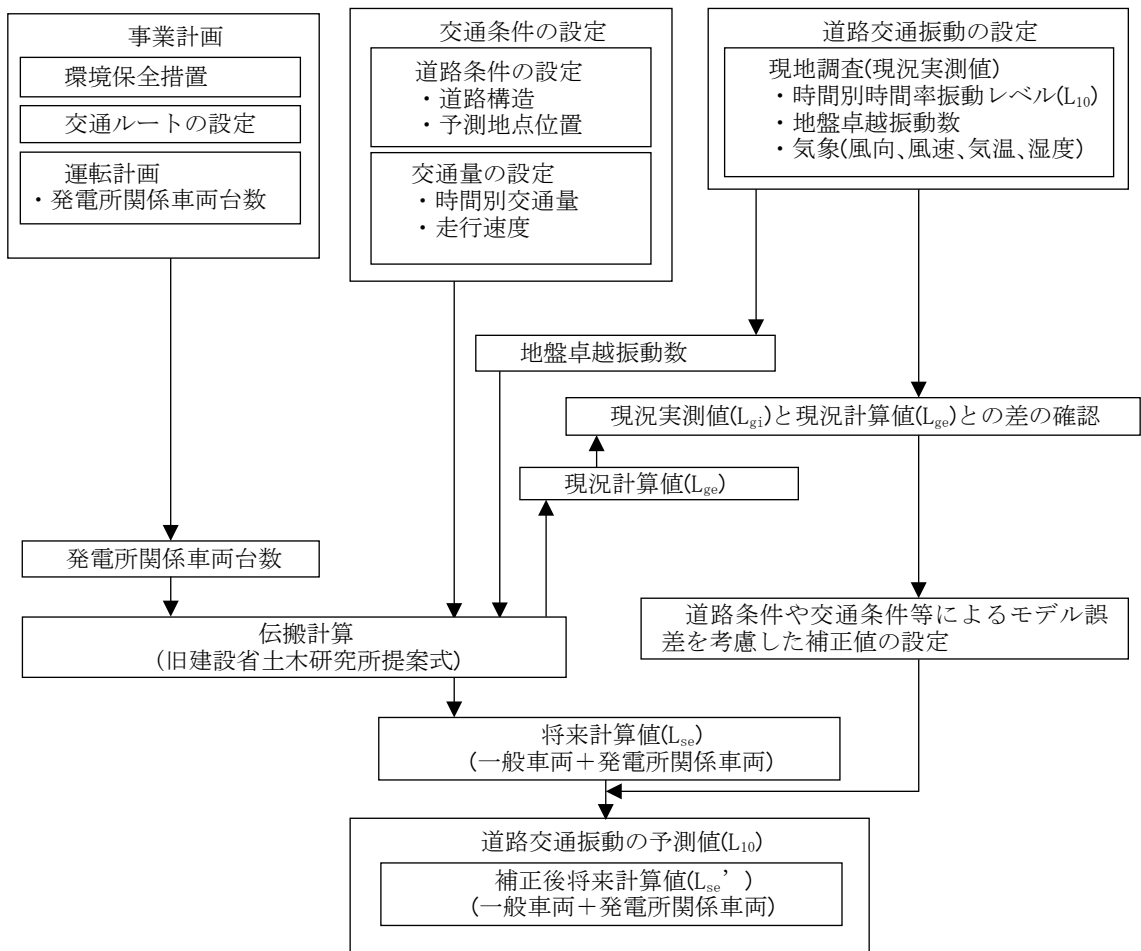 事業計画
環境保全措置
交通ルートの設定
運転計画
・発電所関係車両台数
交通条件の設定
道路条件の設定
・道路構造
・予測地点位置
交通量の設定
・時間別交通量
・走行速度
道路交通振動の設定
現地調査(現況実測値)
・時間別時間率振動レベル(L10)
・地盤卓越振動数
・気象(風向、風速、気温、湿度)
地盤卓越振動数
現況実測値(Lgi)と現況計算値(Lge)との差の確認
現況計算値(Lge)
発電所関係車両台数
伝搬計算
(旧建設省土木研究所提案式)
道路条件や交通条件等によるモデル誤
差を考慮した補正値の設定
将来計算値(Lse)
(一般車両+発電所関係車両)
道路交通振動の予測値(L10)
補正後将来計算値(Lse’)
(一般車両+発電所関係車両)